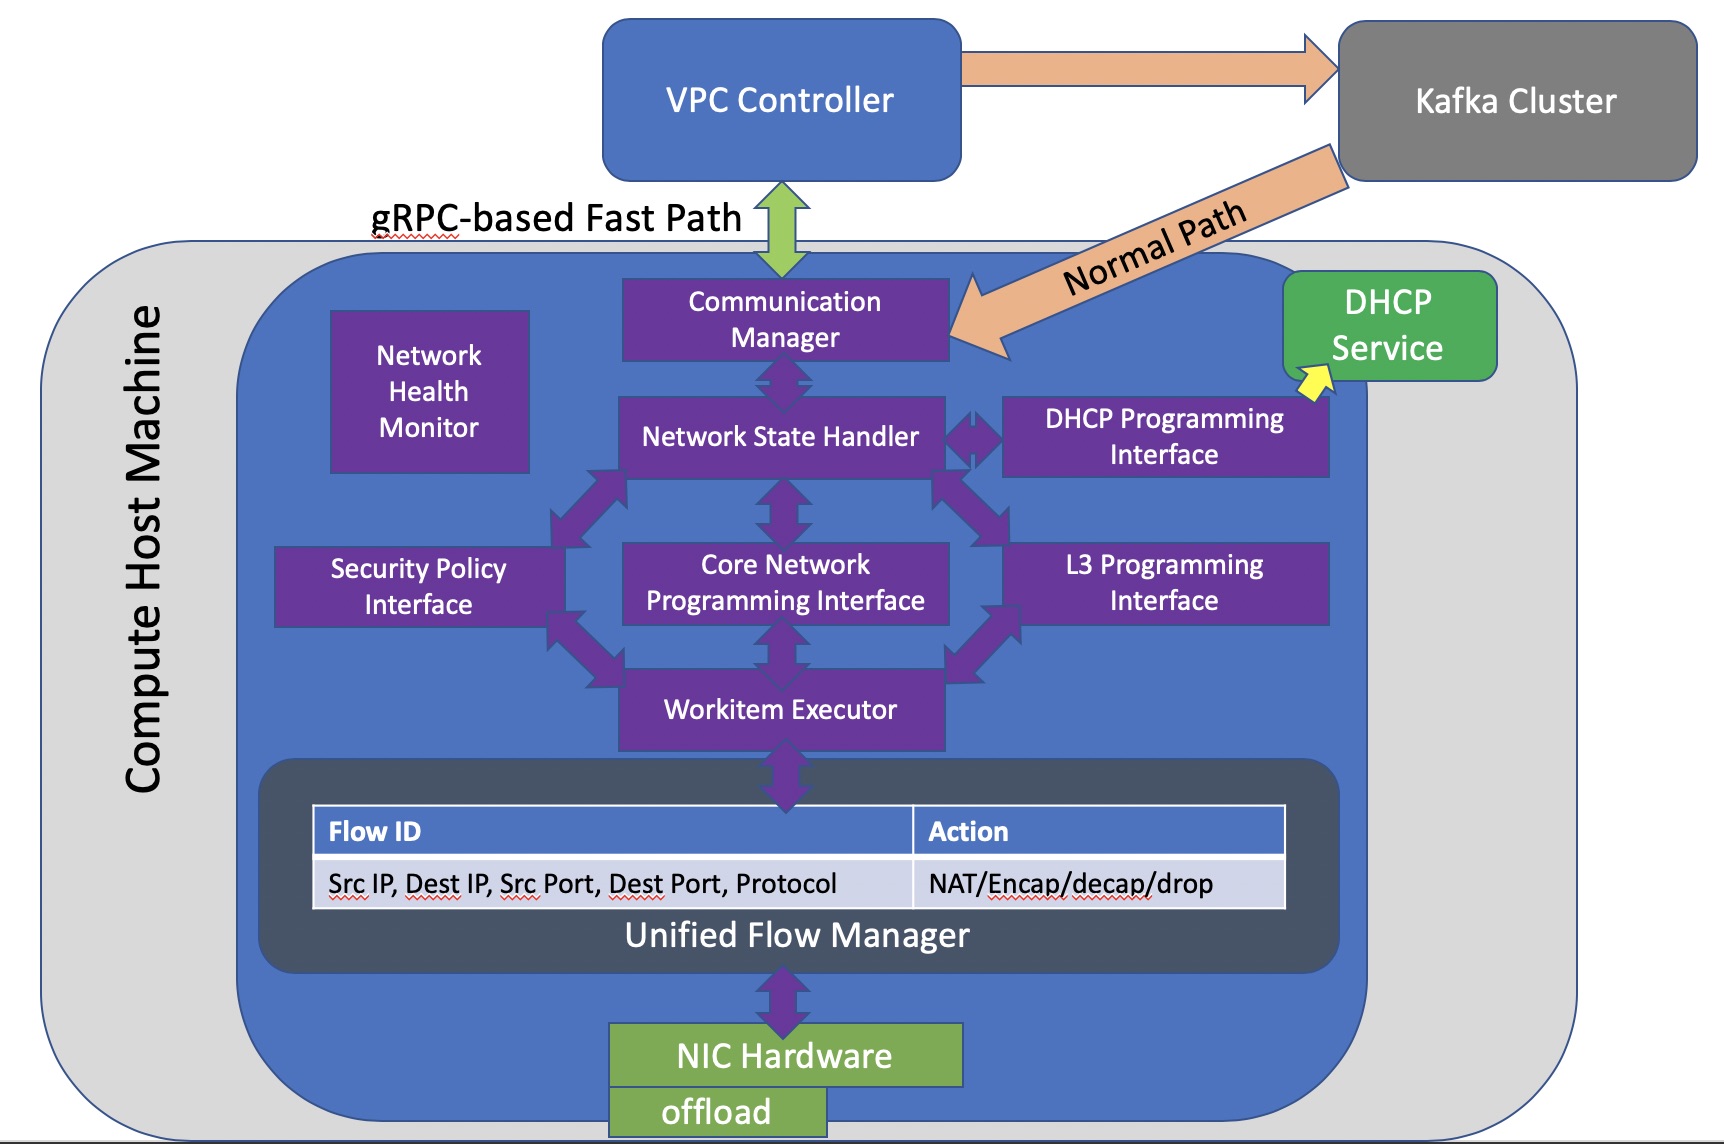 VPC Controller
Kafka Cluster
gRPC-based Fast Path
Normal Path
Compute Host Machine
Communication
Manager
DHCP
Service
Network
Health
Monitor
Network State Handler
DHCP Programming
Interface
Security Policy
Interface
Core Network
Programming Interface
L3 Programming
Interface
Workitem Executor
Flow ID
Action
Src IP, Dest IP, Src Port, Dest Port, Protocol
NAT/Encap/decap/drop
Unified Flow Manager
NIC Hardware
offload